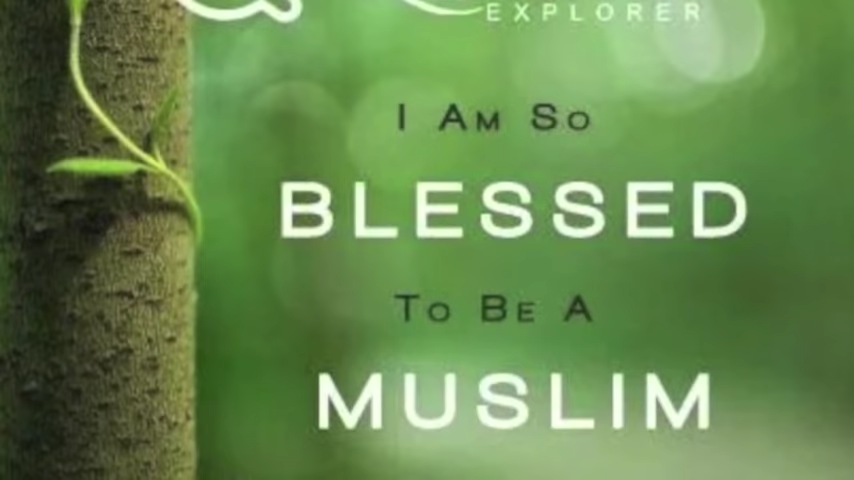 EXPLORER
I AM SO
BLESSED
TO BE A
MUSLIM